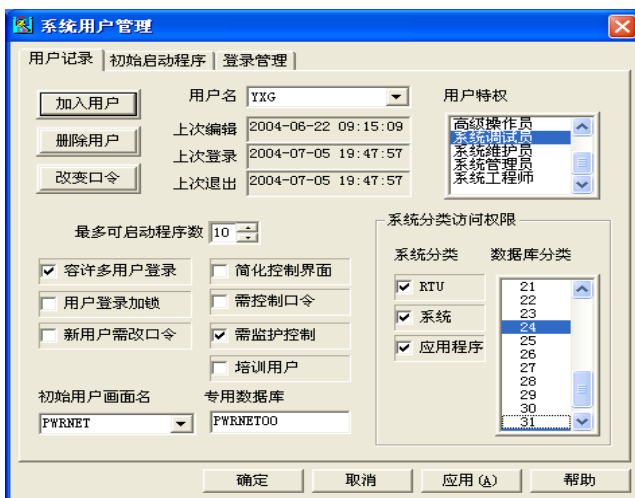 系统用户管理
用户记录 初始启动程序 登录管理
加入用户 用户名 YXG 用户特权
删除用户 上次编辑 2004-06-22 09:15:09 高级操作员
系统调试员
改变口令 上次登录 2004-07-05 19:47:57 系统维护员
系统管理员
上次退出 2004-07-05 19:47:57 系统工程师
最多可启动程序数 10 系统分类访问权限
系统分类 数据库分类
容许多用户登录 简化控制界面 RTU 21
22
用户登录加锁 需控制口令 系统 23
24
新用户需改口令 需监护控制 应用程序 25
26
培训用户 27
28
初始用户画面名 专用数据库 29
30
PWRNET PWRNET00 31
确定 取消 应用(A) 帮助